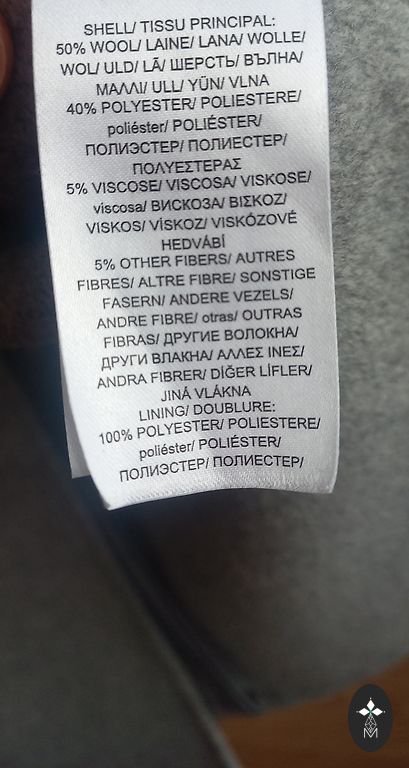 SHELL/ TISSU PRINCIPAL:
50% WOOL/ LAINE/ LANA/ WOLLE/
WOL/ ULD/ LÃ/ ШЕРСТЬ/ ВЪЛНА/
ΜΑΛΛΙ/ ULL/ YÜN/ VLNA
40% POLYESTER/ POLIESTERE/
poliéster/ POLIÉSTER/
ПОЛИЭСТЕР/ ПОЛИЕСТЕР/
ΠΟΛΥΕΣΤΕΡΑΣ
5% VISCOSE/ VISCOSA/ VISKOSE/
viscosa/ ВИСКОЗА/ ΒΙΣΚΟΖ/
VISKOS/ VİSKOZ/ VISKÓZOVÉ
HEDVÁBÍ
5% OTHER FIBERS/ AUTRES
FIBRES/ ALTRE FIBRE/ SONSTIGE
FASERN/ ANDERE VEZELS/
ANDRE FIBRE/ otras/ OUTRAS
FIBRAS/ ДРУГИЕ ВОЛОКНА/
ДРУГИ ВЛАКНА/ ΑΛΛΕΣ ΙΝΕΣ/
ANDRA FIBRER/ DİĞER LİFLER/
JINÁ VLÁKNA
LINING/ DOUBLURE:
100% POLYESTER/ POLIESTERE/
poliéster/ POLIÉSTER/
ПОЛИЭСТЕР/ ПОЛИЕСТЕР/
M